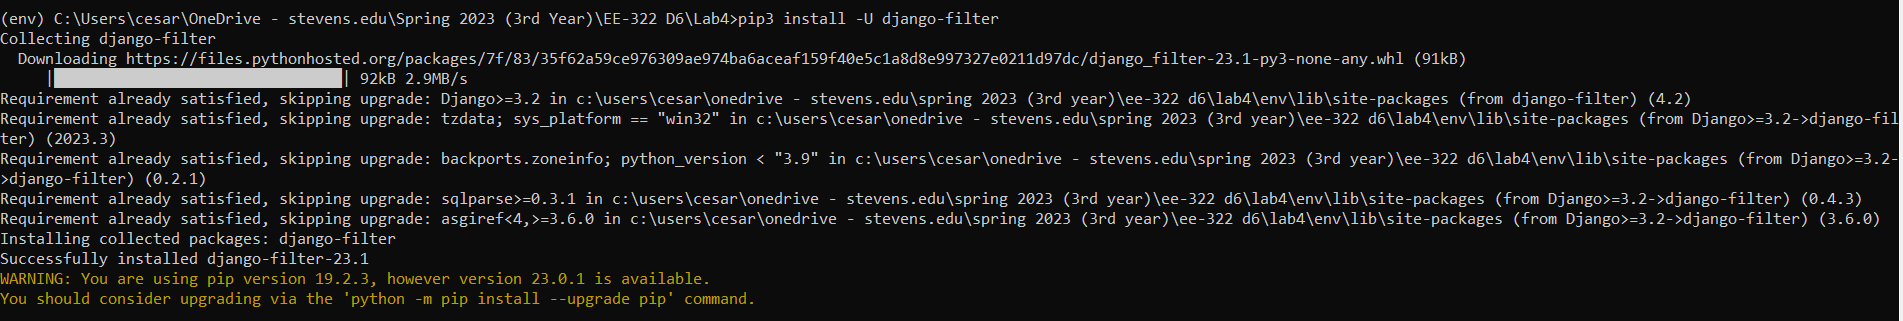 (env) C:\Users\cesar\OneDrive - stevens.edu\Spring 2023 (3rd Year)\EE-322 D6\Lab4>pip3 install -U django-filter
Collecting django-filter
  Downloading https://files.pythonhosted.org/packages/7f/83/35f62a59ce976309ae974ba6aceaf159f40e5c1a8d8e997327e0211d97dc/django_filter-23.1-py3-none-any.whl (91kB)
     |████████████████████████████████| 92kB 2.9MB/s
Requirement already satisfied, skipping upgrade: Django>=3.2 in c:\users\cesar\onedrive - stevens.edu\spring 2023 (3rd year)\ee-322 d6\lab4\env\lib\site-packages (from django-filter) (4.2)
Requirement already satisfied, skipping upgrade: tzdata; sys_platform == "win32" in c:\users\cesar\onedrive - stevens.edu\spring 2023 (3rd year)\ee-322 d6\lab4\env\lib\site-packages (from Django>=3.2->django-fil
ter) (2023.3)
Requirement already satisfied, skipping upgrade: backports.zoneinfo; python_version < "3.9" in c:\users\cesar\onedrive - stevens.edu\spring 2023 (3rd year)\ee-322 d6\lab4\env\lib\site-packages (from Django>=3.2-
>django-filter) (0.2.1)
Requirement already satisfied, skipping upgrade: sqlparse>=0.3.1 in c:\users\cesar\onedrive - stevens.edu\spring 2023 (3rd year)\ee-322 d6\lab4\env\lib\site-packages (from Django>=3.2->django-filter) (0.4.3)
Requirement already satisfied, skipping upgrade: asgiref<4,>=3.6.0 in c:\users\cesar\onedrive - stevens.edu\spring 2023 (3rd year)\ee-322 d6\lab4\env\lib\site-packages (from Django>=3.2->django-filter) (3.6.0)
Installing collected packages: django-filter
Successfully installed django-filter-23.1
WARNING: You are using pip version 19.2.3, however version 23.0.1 is available.
You should consider upgrading via the 'python -m pip install --upgrade pip' command.